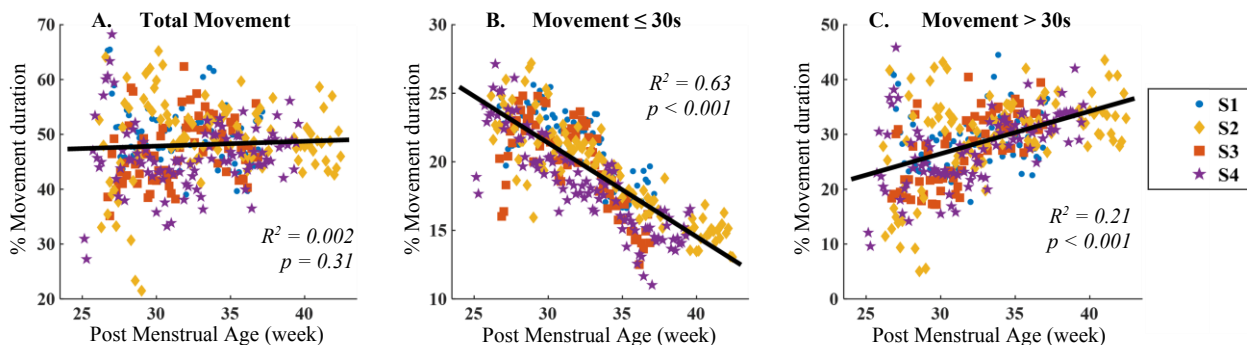 A. Total Movement
% Movement duration
70
60
50
40
30
20
R² = 0.002
p = 0.31
25 30 35 40
Post Menstrual Age (week)
B. Movement ≤ 30s
% Movement duration
30
25
20
15
10
R² = 0.63
p < 0.001
25 30 35 40
Post Menstrual Age (week)
C. Movement > 30s
% Movement duration
50
40
30
20
10
0
R² = 0.21
p < 0.001
25 30 35 40
Post Menstrual Age (week)
S1
S2
S3
S4